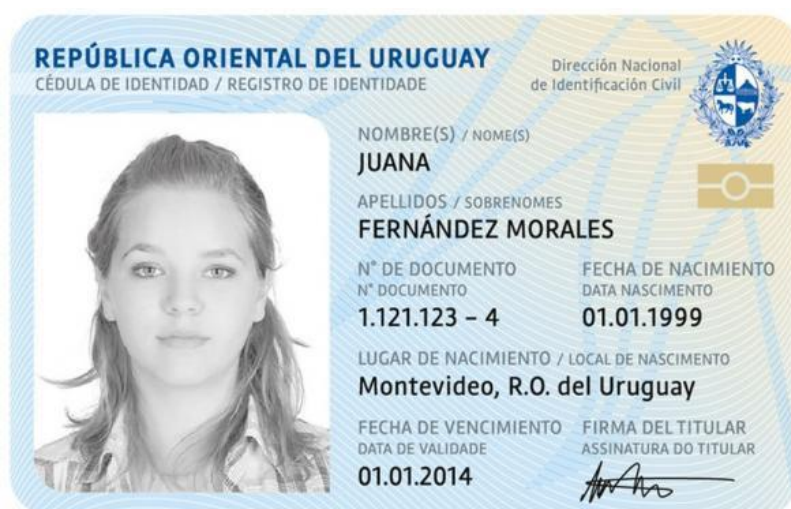 REPÚBLICA ORIENTAL DEL URUGUAY
CÉDULA DE IDENTIDAD / REGISTRO DE IDENTIDADE
Dirección Nacional
de Identificación Civil
NOMBRE(S) / NOME(S)
JUANA
APELLIDOS / SOBRENOMES
FERNÁNDEZ MORALES
N° DE DOCUMENTO
N° DOCUMENTO
1.121.123 – 4
FECHA DE NACIMIENTO
DATA NASCIMENTO
01.01.1999
LUGAR DE NACIMIENTO / LOCAL DE NASCIMENTO
Montevideo, R.O. del Uruguay
FECHA DE VENCIMIENTO
DATA DE VALIDADE
01.01.2014
FIRMA DEL TITULAR
ASSINATURA DO TITULAR